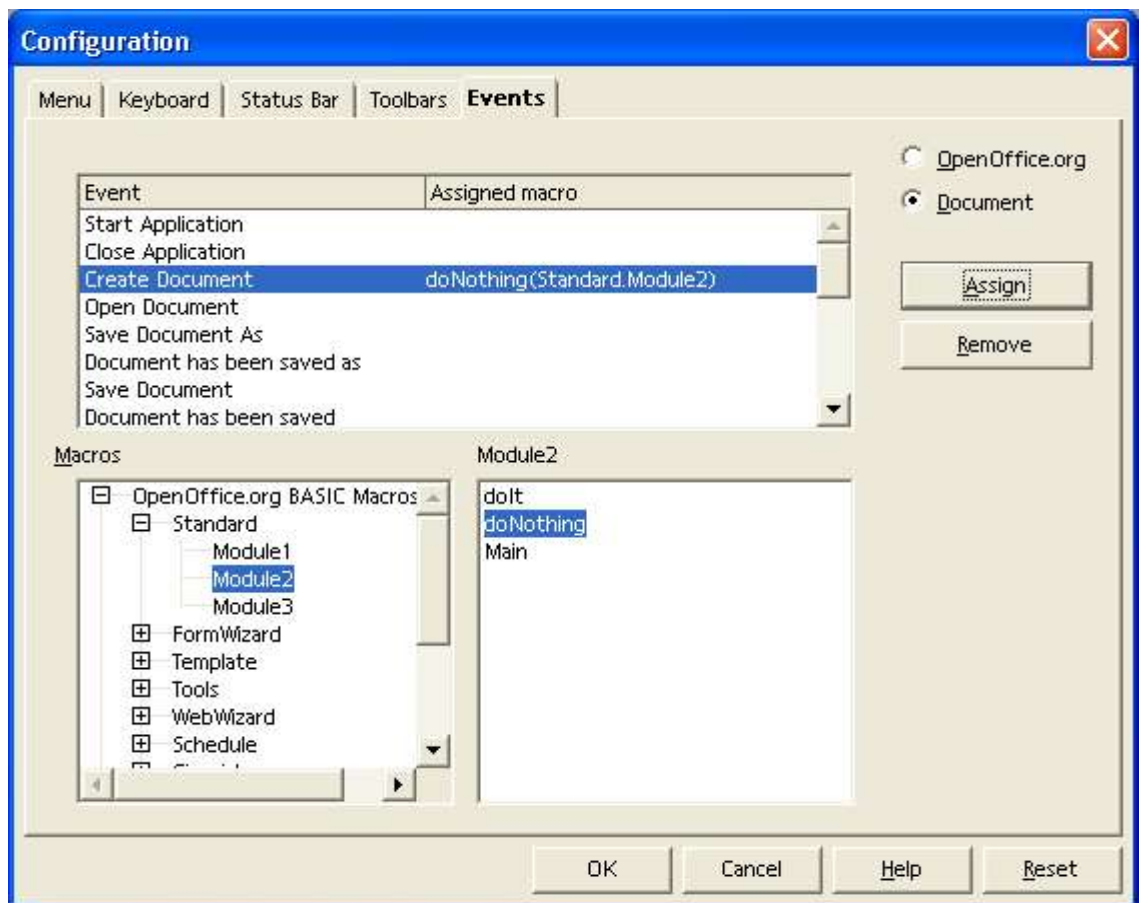 Configuration
Menu Keyboard Status Bar Toolbars Events
OpenOffice.org
Document
Event Assigned macro
Start Application
Close Application
Create Document doNothing(Standard.Module2)
Open Document
Save Document As
Document has been saved as
Save Document
Document has been saved
Assign
Remove
Macros
OpenOffice.org BASIC Macros
Standard
Module1
Module2
Module3
FormWizard
Template
Tools
WebWizard
Schedule
Module2
doIt
doNothing
Main
OK Cancel Help Reset